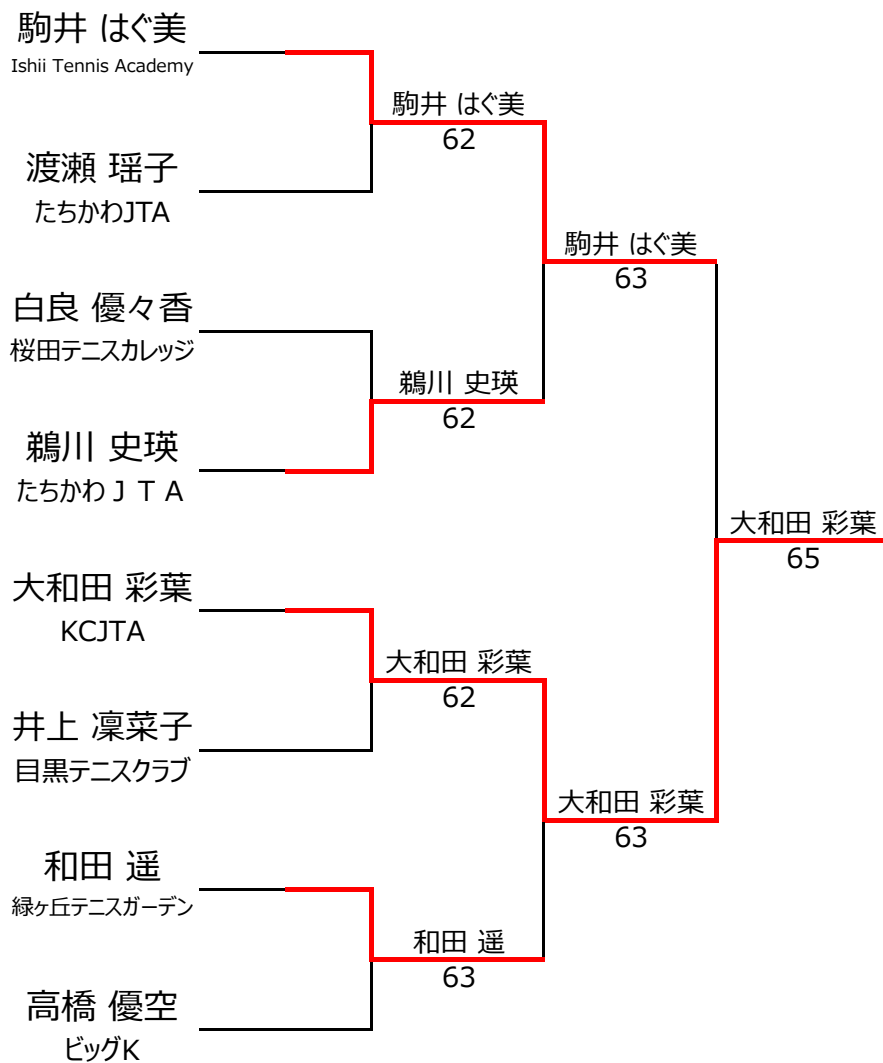 駒井 はぐ美
Ishii Tennis Academy
駒井 はぐ美
62
渡瀬 瑶子
たちかわJTA
駒井 はぐ美
63
白良 優々香
桜田テニスカレッジ
鵜川 史瑛
62
鵜川 史瑛
たちかわＪＴＡ
大和田 彩葉
65
大和田 彩葉
KCJTA
大和田 彩葉
62
井上 凜菜子
目黒テニスクラブ
大和田 彩葉
63
和田 遥
緑ヶ丘テニスガーデン
和田 遥
63
高橋 優空
ビッグK